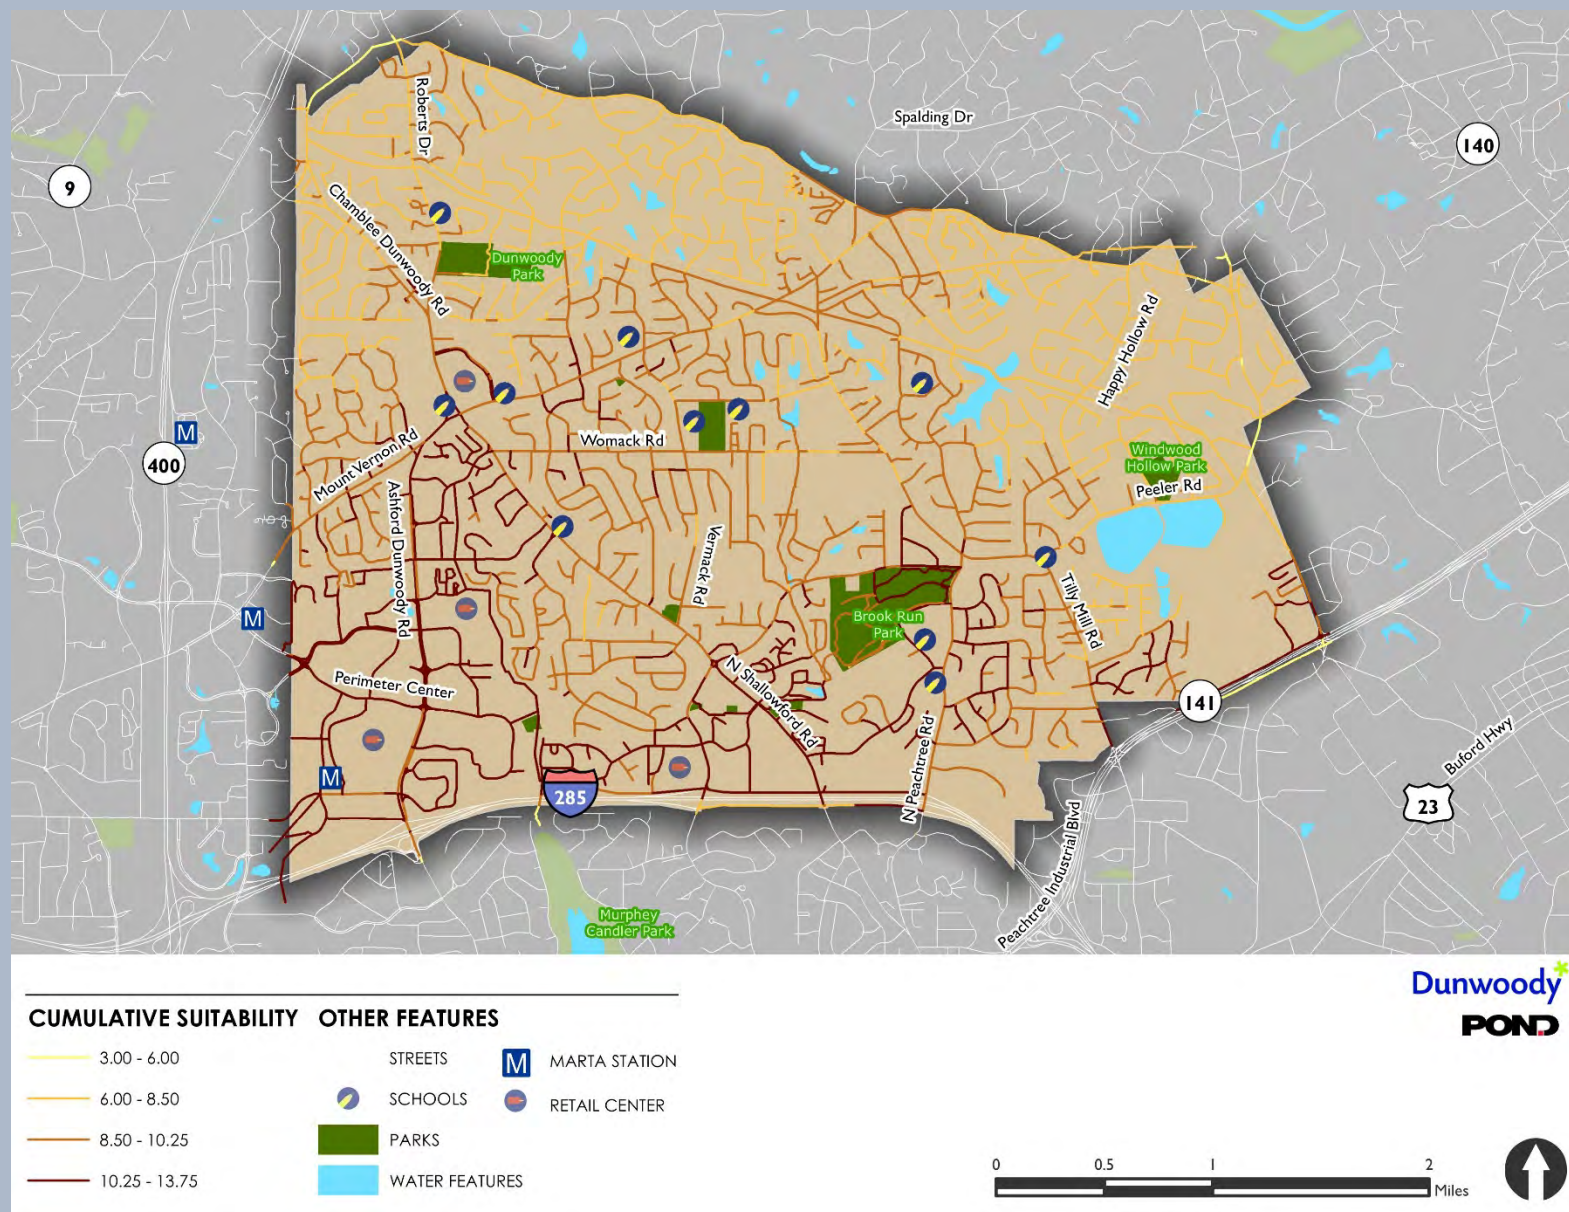 Spalding Dr
140
9
Roberts Dr
Chamblee Dunwoody Rd
Dunwoody
Park
Happy Hollow Rd
M
400
Mount Vernon Rd
Womack Rd
Windwood
Hollow Park
Peeler Rd
Ashford Dunwoody Rd
Vermack Rd
Tilly Mill Rd
M
Brook Run
Park
Perimeter Center
N Shallowford Rd
141
N Peachtree Rd
Buford Hwy
M
285
23
Peachtree Industrial Blvd
Murphey
Candler Park
CUMULATIVE SUITABILITY
3.00 - 6.00
6.00 - 8.50
8.50 - 10.25
10.25 - 13.75
OTHER FEATURES
STREETS
SCHOOLS
PARKS
WATER FEATURES
M MARTA STATION
RETAIL CENTER
Dunwoody
POND
0 0.5 1 2
Miles